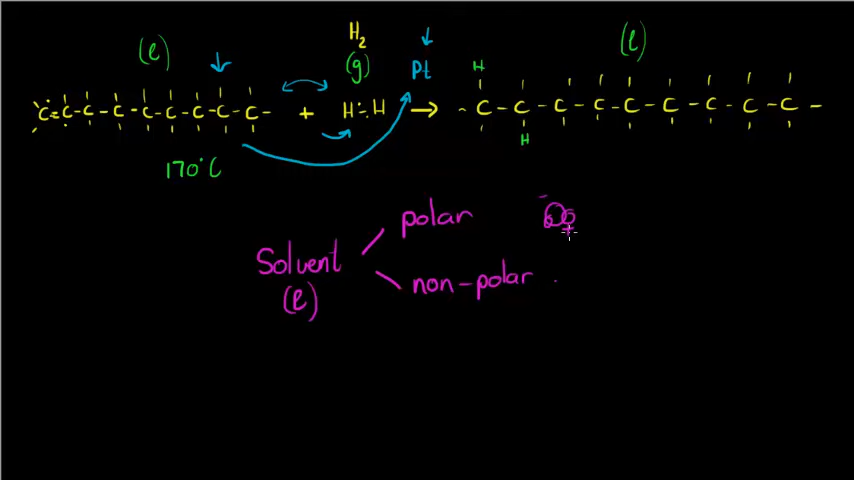 H₂
(l) (g) Pt (l)
H
C=C-C-C-C-C-C-C-C- + H:H → -C-C-C-C-C-C-C-C-C-
H
170°C
polar
Solvent
(l)
non-polar